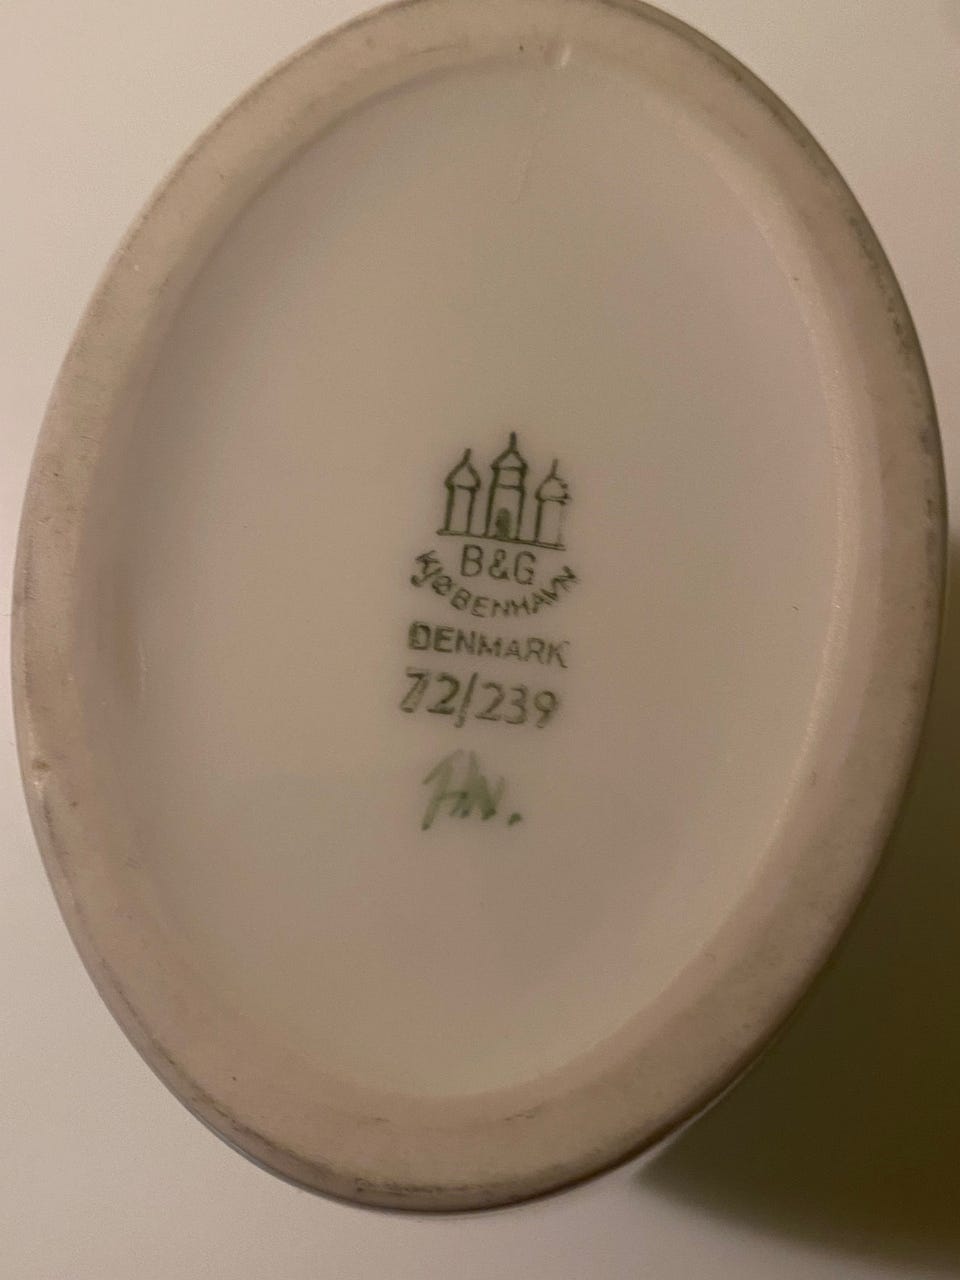 B&G
KJØBENHAVN
DENMARK
72/239